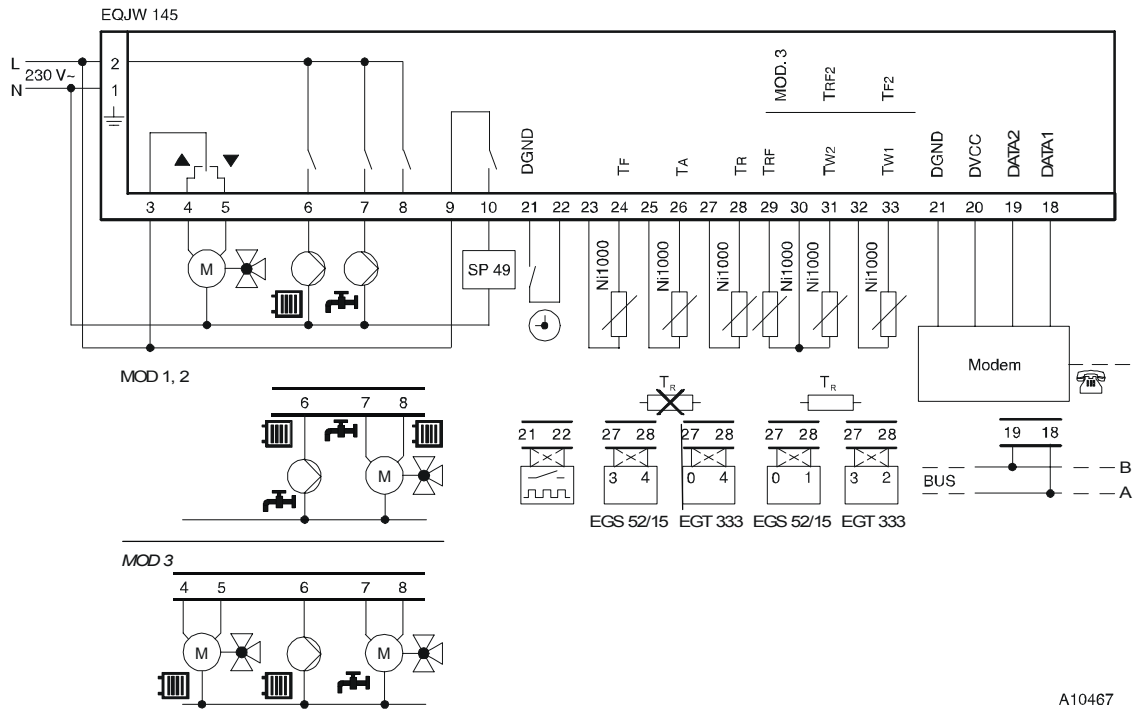 EQJW 145
L
230 V~
N
2
1
MOD. 3
TRF2
TF2
DGND
TF
TA
TR
TRF
TW2
TW1
DGND
DVCC
DATA2
DATA1
3 4 5 6 7 8 9 10 21 22 23 24 25 26 27 28 29 30 31 32 33 21 20 19 18
M
SP 49
Ni1000
Ni1000
Ni1000
Ni1000
Ni1000
Ni1000
Modem
MOD 1, 2
6 7 8
M
TR
TR
21 22
27 28
27 28
27 28
27 28
3 4
0 4
0 1
3 2
EGS 52/15
EGT 333
EGS 52/15
EGT 333
19 18
BUS
B
A
MOD 3
4 5 6 7 8
M
M
A10467